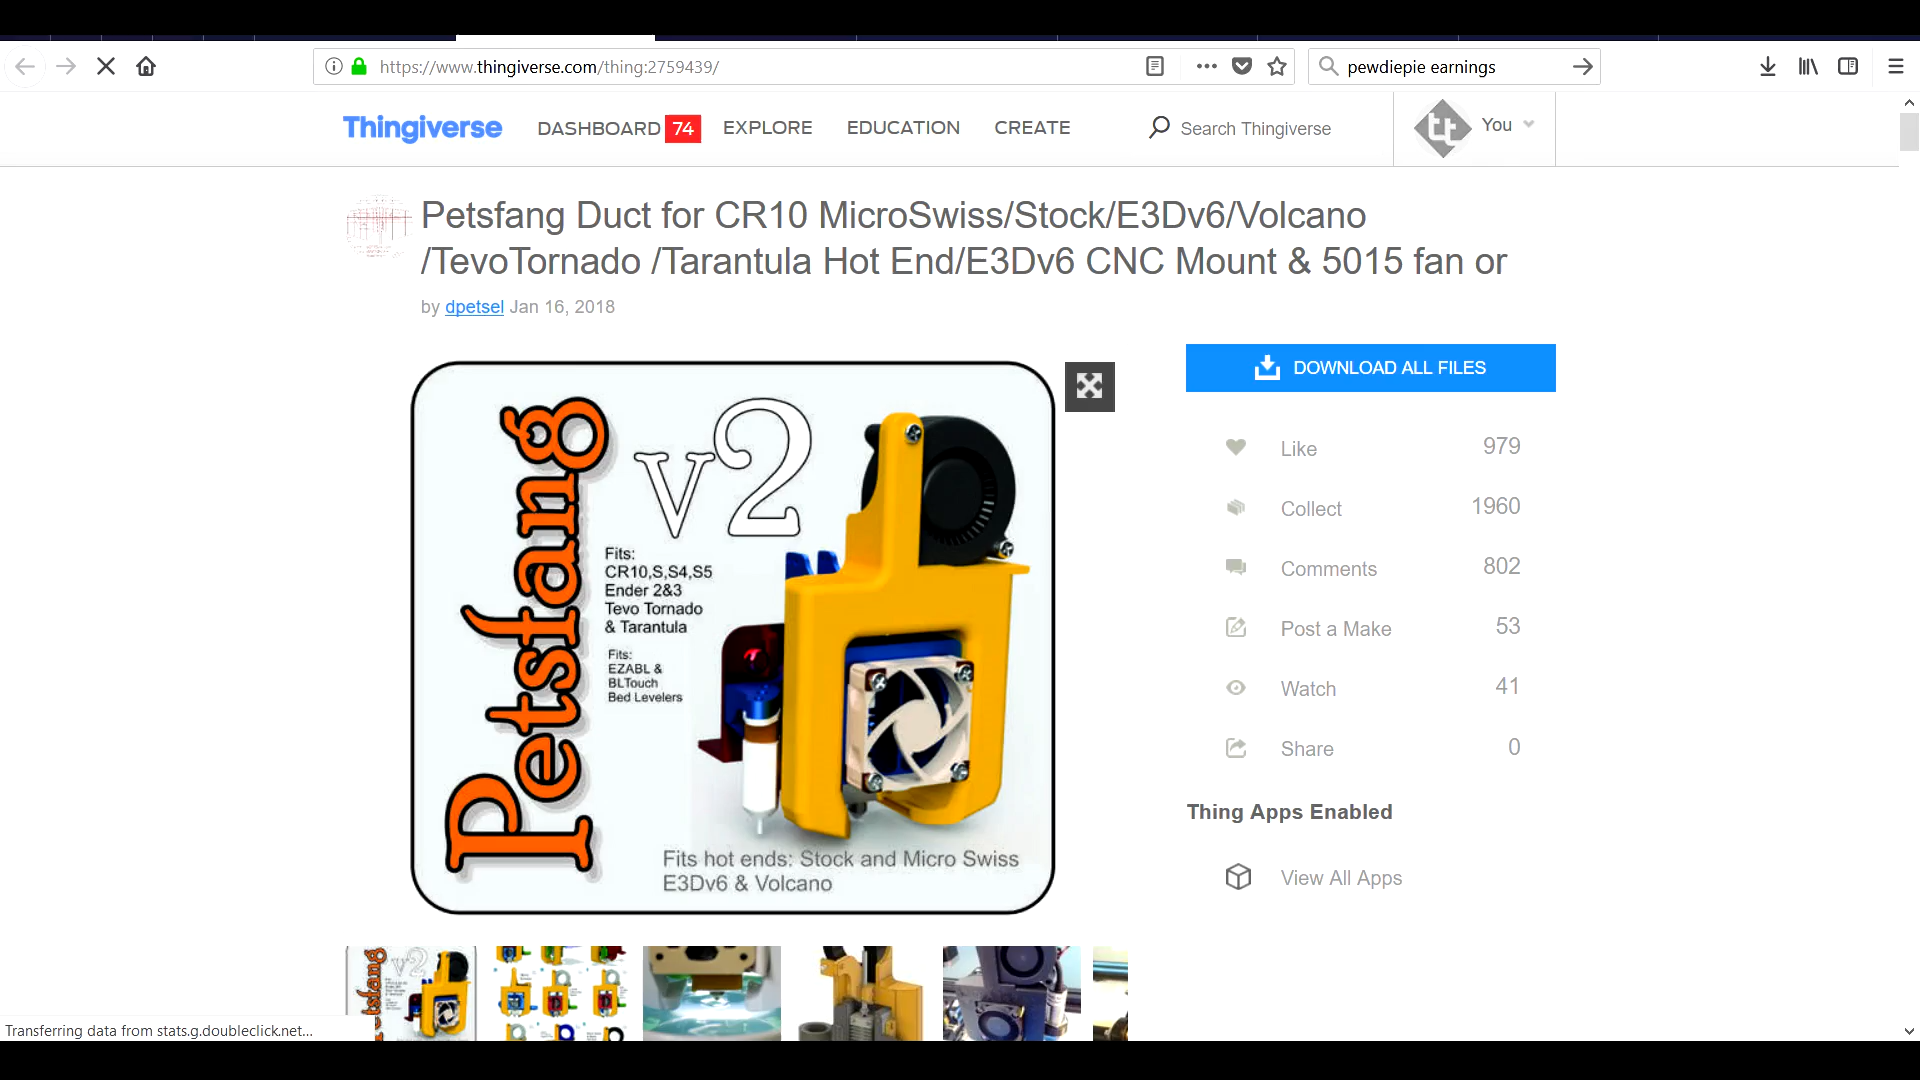 https://www.thingiverse.com/thing:2759439/
pewdiepie earnings
Thingiverse
DASHBOARD 74
EXPLORE
EDUCATION
CREATE
Search Thingiverse
You
Petsfang Duct for CR10 MicroSwiss/Stock/E3Dv6/Volcano
/TevoTornado /Tarantula Hot End/E3Dv6 CNC Mount & 5015 fan or
by dpetsel Jan 16, 2018
Petsfang
v2
Fits:
CR10,S,S4,S5
Ender 2&3
Tevo Tornado
& Tarantula
Fits:
EZABL &
BLTouch
Bed Levelers
Fits hot ends: Stock and Micro Swiss
E3Dv6 & Volcano
DOWNLOAD ALL FILES
Like 979
Collect 1960
Comments 802
Post a Make 53
Watch 41
Share 0
Thing Apps Enabled
View All Apps
Petsfang
v2
Transferring data from stats.g.doubleclick.net...